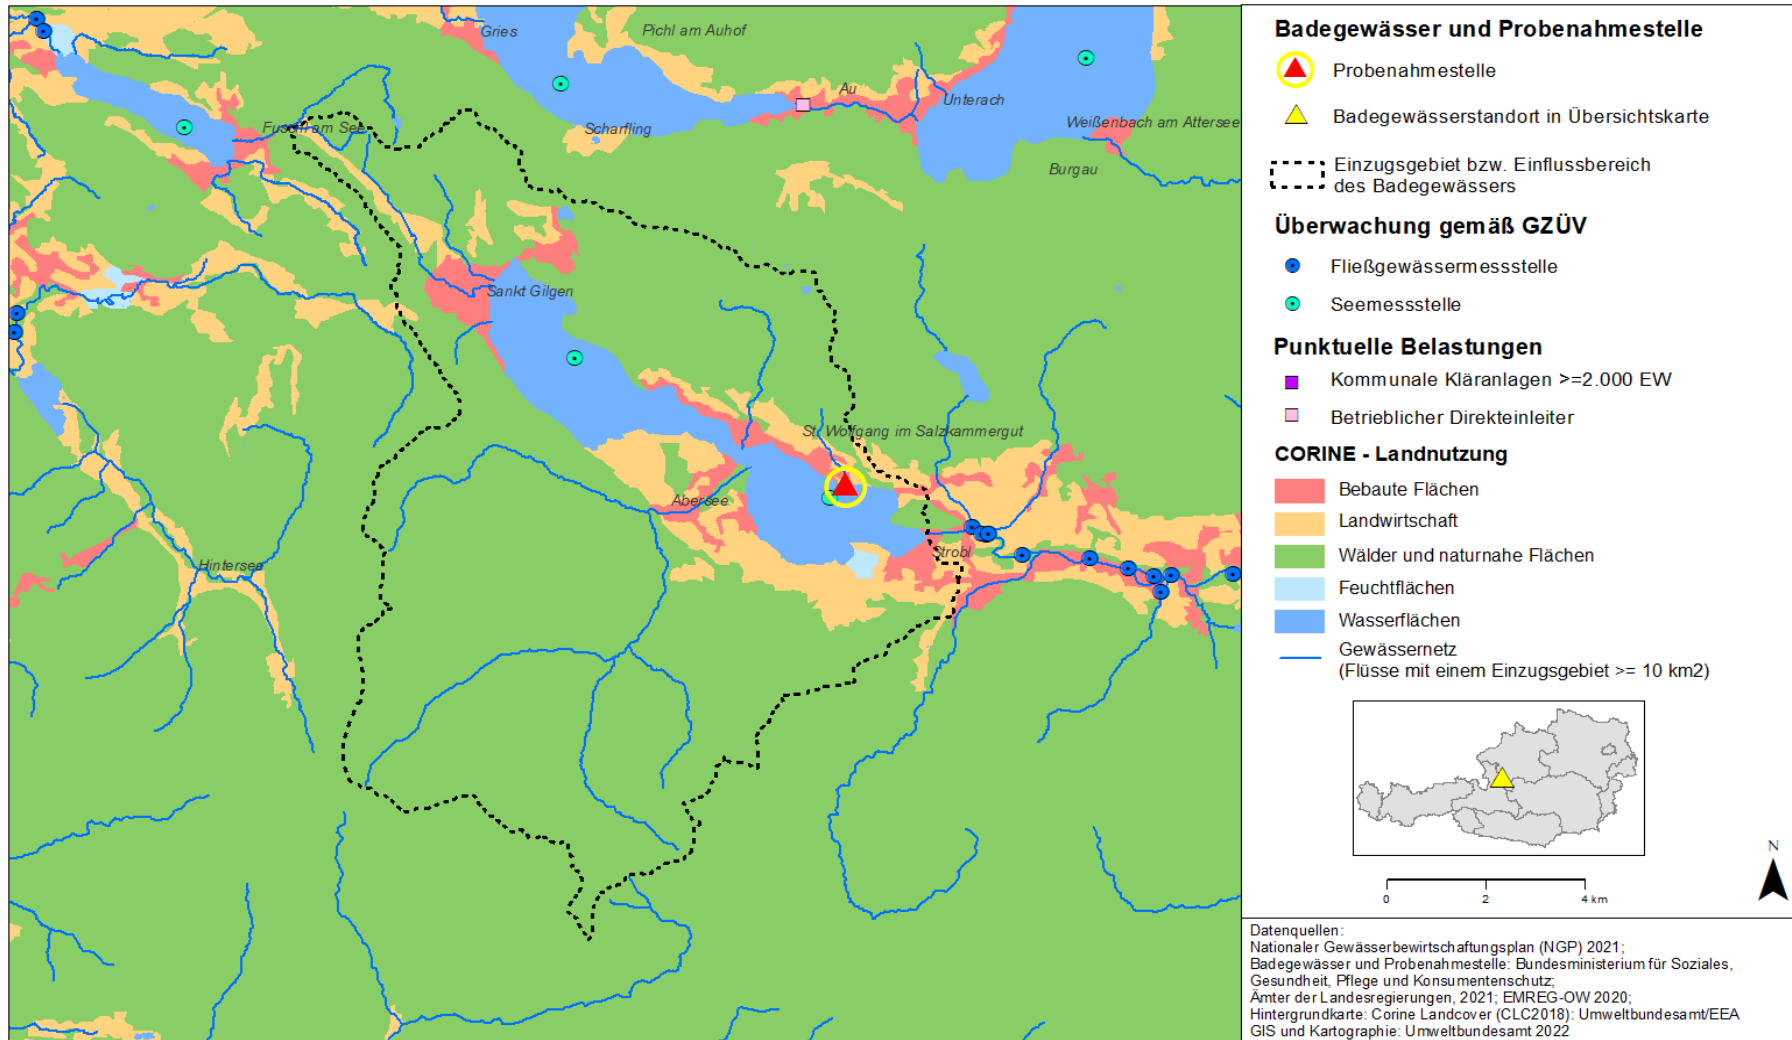 Gries
Pichl am Auhof
Au
Unterach
Fuschl am See
Scharfling
Weißenbach am Attersee
Burgau
Sankt Gilgen
St. Wolfgang im Salzkammergut
Abersee
Strobl
Hintersee
Badegewässer und Probenahmestelle
Probenahmestelle
Badegewässerstandort in Übersichtskarte
Einzugsgebiet bzw. Einflussbereich
des Badegewässers
Überwachung gemäß GZÜV
Fließgewässermessstelle
Seemessstelle
Punktuelle Belastungen
Kommunale Kläranlagen >=2.000 EW
Betrieblicher Direkteinleiter
CORINE - Landnutzung
Bebaute Flächen
Landwirtschaft
Wälder und naturnahe Flächen
Feuchtflächen
Wasserflächen
Gewässernetz
(Flüsse mit einem Einzugsgebiet >= 10 km2)
N
0 2 4 km
Datenquellen:
Nationaler Gewässerbewirtschaftungsplan (NGP) 2021;
Badegewässer und Probenahmestelle: Bundesministerium für Soziales,
Gesundheit, Pflege und Konsumentenschutz;
Ämter der Landesregierungen, 2021; EMREG-OW 2020;
Hintergrundkarte: Corine Landcover (CLC2018): Umweltbundesamt/EEA
GIS und Kartographie: Umweltbundesamt 2022